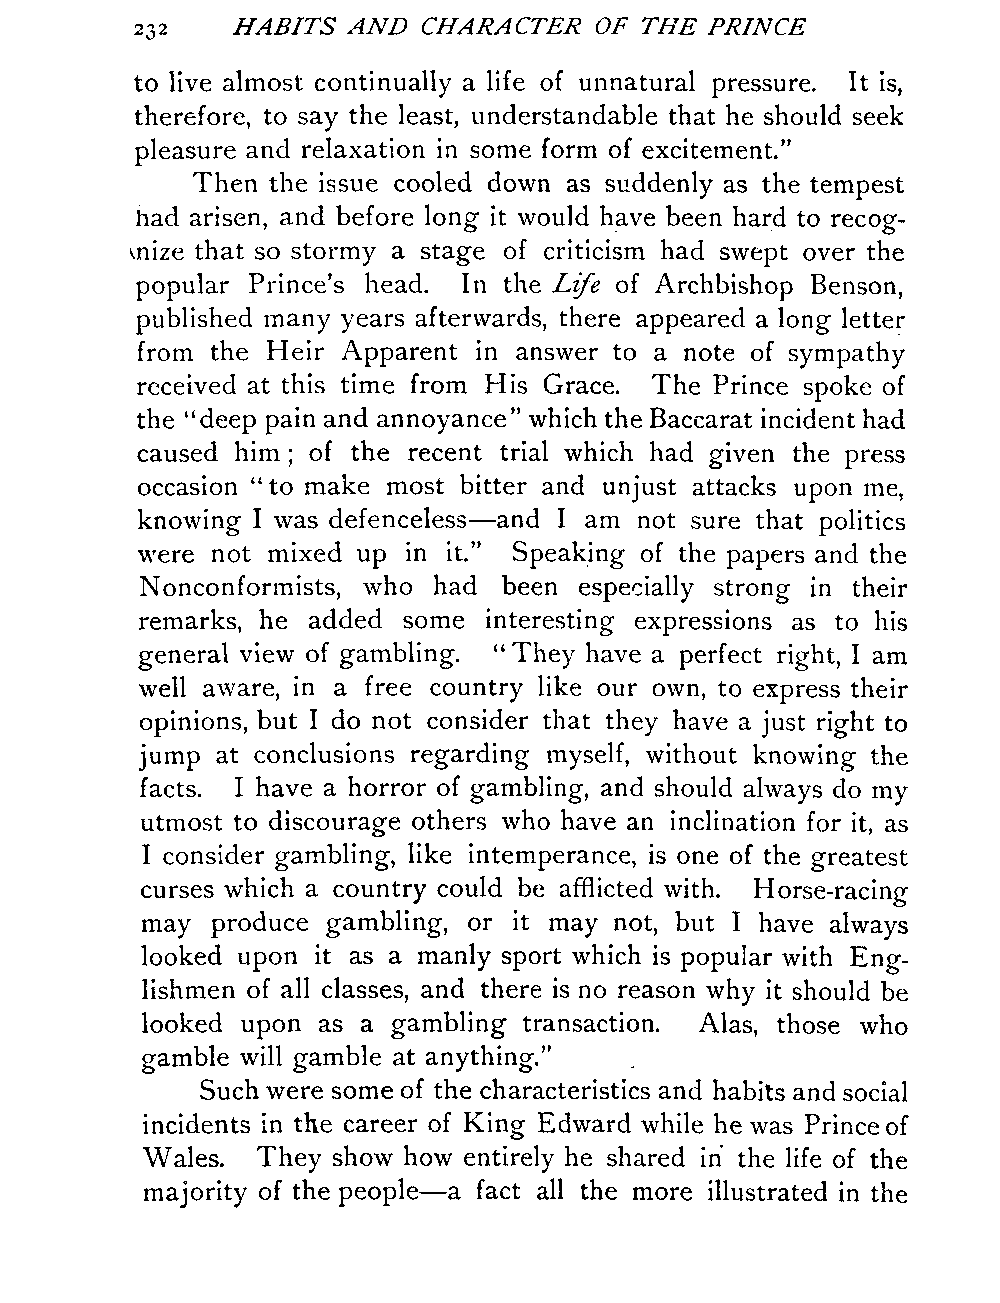 232 HABITS AND CHARACTER OF THE PRINCE
to live almost continually a life of unnatural pressure. It is,
therefore, to say the least, understandable that he should seek
pleasure and relaxation in some form of excitement."
Then the issue cooled down as suddenly as the tempest
had arisen, and before long it would have been hard to recog-
nize that so stormy a stage of criticism had swept over the
popular Prince's head. In the Life of Archbishop Benson,
published many years afterwards, there appeared a long letter
from the Heir Apparent in answer to a note of sympathy
received at this time from His Grace. The Prince spoke of
the "deep pain and annoyance" which the Baccarat incident had
caused him; of the recent trial which had given the press
occasion "to make most bitter and unjust attacks upon me,
knowing I was defenceless—and I am not sure that politics
were not mixed up in it." Speaking of the papers and the
Nonconformists, who had been especially strong in their
remarks, he added some interesting expressions as to his
general view of gambling. "They have a perfect right, I am
well aware, in a free country like our own, to express their
opinions, but I do not consider that they have a just right to
jump at conclusions regarding myself, without knowing the
facts. I have a horror of gambling, and should always do my
utmost to discourage others who have an inclination for it, as
I consider gambling, like intemperance, is one of the greatest
curses which a country could be afflicted with. Horse-racing
may produce gambling, or it may not, but I have always
looked upon it as a manly sport which is popular with Eng-
lishmen of all classes, and there is no reason why it should be
looked upon as a gambling transaction. Alas, those who
gamble will gamble at anything."
Such were some of the characteristics and habits and social
incidents in the career of King Edward while he was Prince of
Wales. They show how entirely he shared in the life of the
majority of the people—a fact all the more illustrated in the